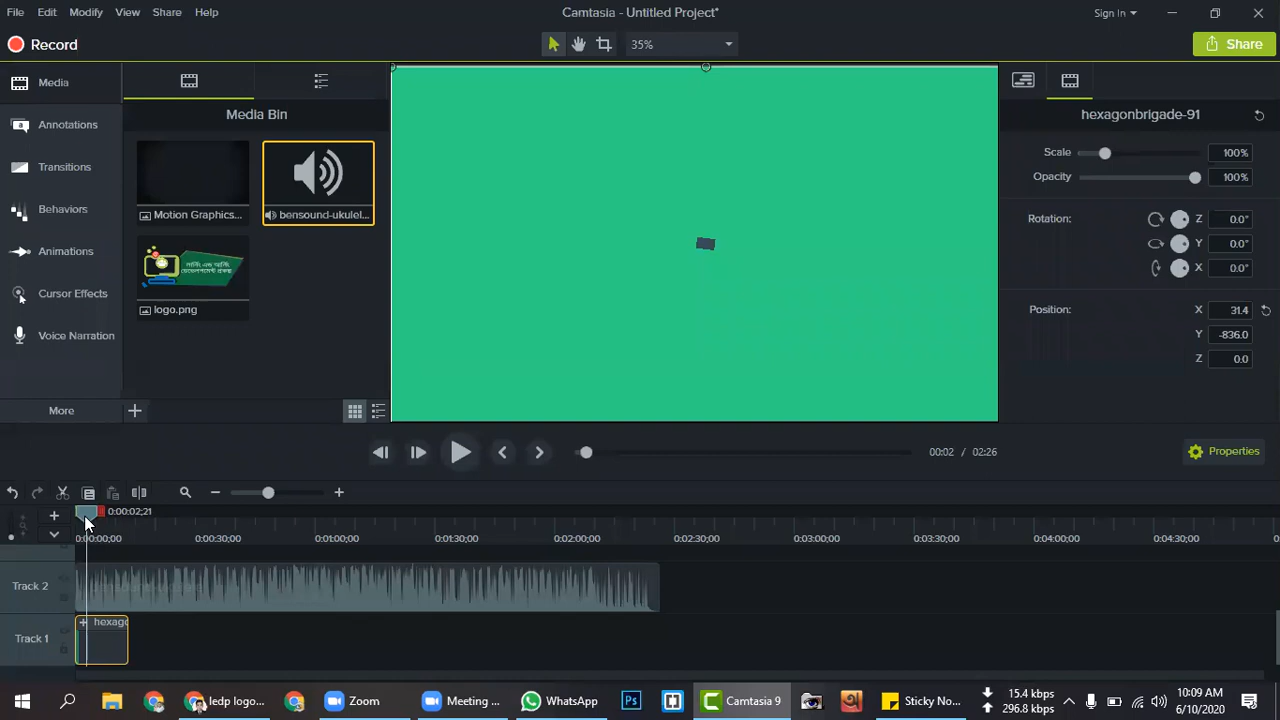 File Edit Modify View Share Help
Camtasia - Untitled Project*
Sign In
Record
35%
Share
Media
Annotations
Transitions
Behaviors
Animations
Cursor Effects
Voice Narration
More
Media Bin
Motion Graphics...
bensound-ukulel...
লার্নিং এন্ড আর্নিং
ডেভেলপমেন্ট প্রকল্প
logo.png
hexagonbrigade-91
Scale 100%
Opacity 100%
Rotation: Z 0.0°
Y 0.0°
X 0.0°
Position: X 31.4
Y -836.0
Z 0.0
00:02 / 02:26
Properties
0:00:02;21
0:00:00;00 0:00:30;00 0:01:00;00 0:01:30;00 0:02:00;00 0:02:30;00 0:03:00;00 0:03:30;00 0:04:00;00 0:04:30;00
Track 2
Track 1
+ hexago
ledp logo...
Zoom
Meeting ...
WhatsApp
Ps
Camtasia 9
অ
Sticky No...
15.4 kbps
296.8 kbps
10:09 AM
6/10/2020